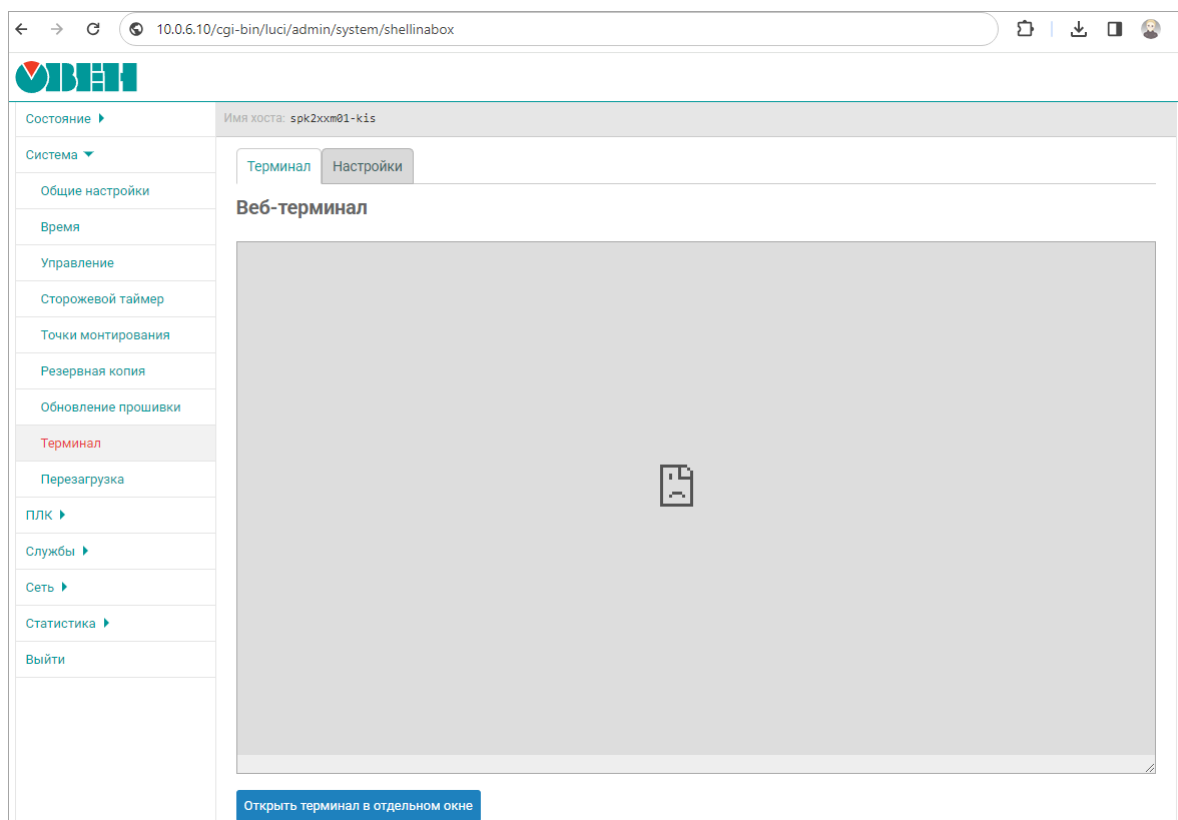 10.0.6.10/cgi-bin/luci/admin/system/shellinabox
ОВЕН
Состояние
Имя хоста: spk2xxm01-kis
Система
Терминал Настройки
Общие настройки
Веб-терминал
Время
Управление
Сторожевой таймер
Точки монтирования
Резервная копия
Обновление прошивки
Терминал
Перезагрузка
ПЛК
Службы
Сеть
Статистика
Выйти
Открыть терминал в отдельном окне